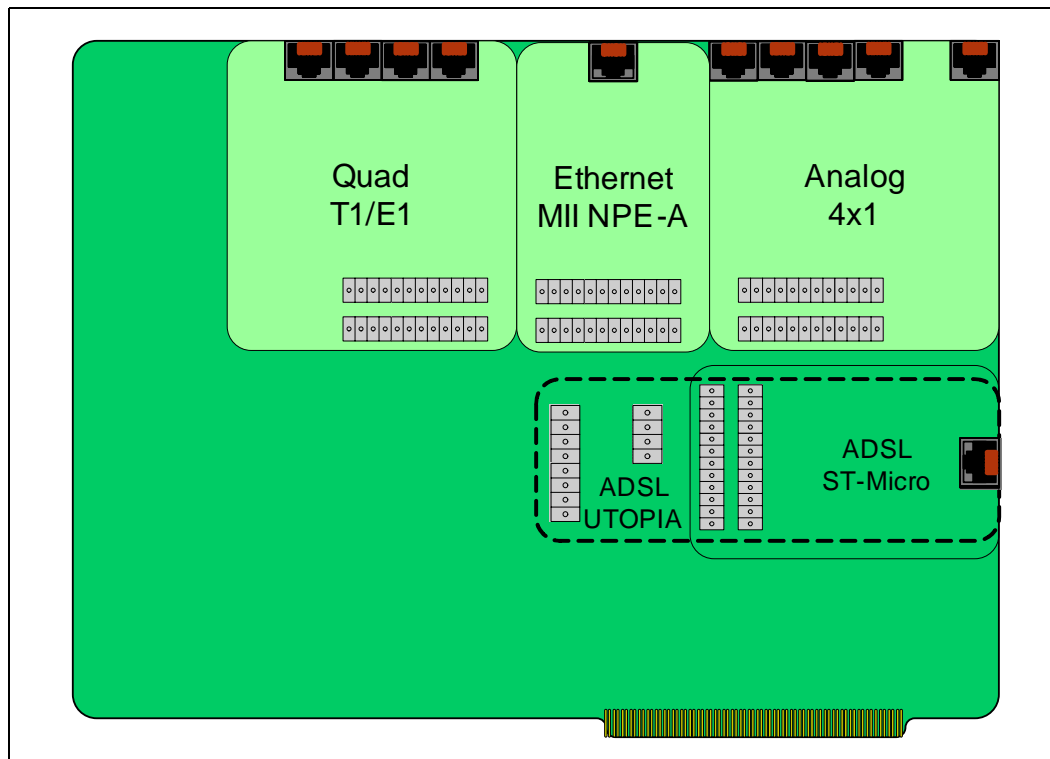 Quad
T1/E1
Ethernet
MII NPE-A
Analog
4x1
ADSL
ST-Micro
ADSL
UTOPIA